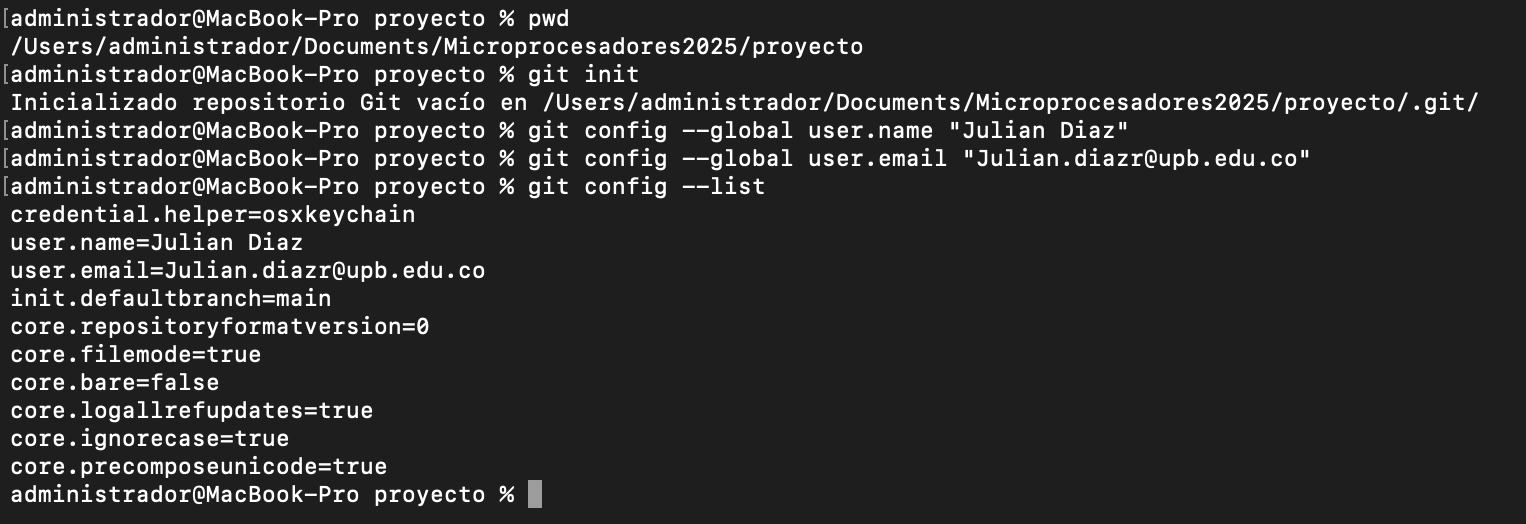 [administrador@MacBook-Pro proyecto % pwd
/Users/administrador/Documents/Microprocesadores2025/proyecto
[administrador@MacBook-Pro proyecto % git init
Inicializado repositorio Git vacío en /Users/administrador/Documents/Microprocesadores2025/proyecto/.git/
[administrador@MacBook-Pro proyecto % git config --global user.name "Julian Diaz"
[administrador@MacBook-Pro proyecto % git config --global user.email "Julian.diazr@upb.edu.co"
[administrador@MacBook-Pro proyecto % git config --list
credential.helper=osxkeychain
user.name=Julian Diaz
user.email=Julian.diazr@upb.edu.co
init.defaultbranch=main
core.repositoryformatversion=0
core.filemode=true
core.bare=false
core.logallrefupdates=true
core.ignorecase=true
core.precomposeunicode=true
administrador@MacBook-Pro proyecto %